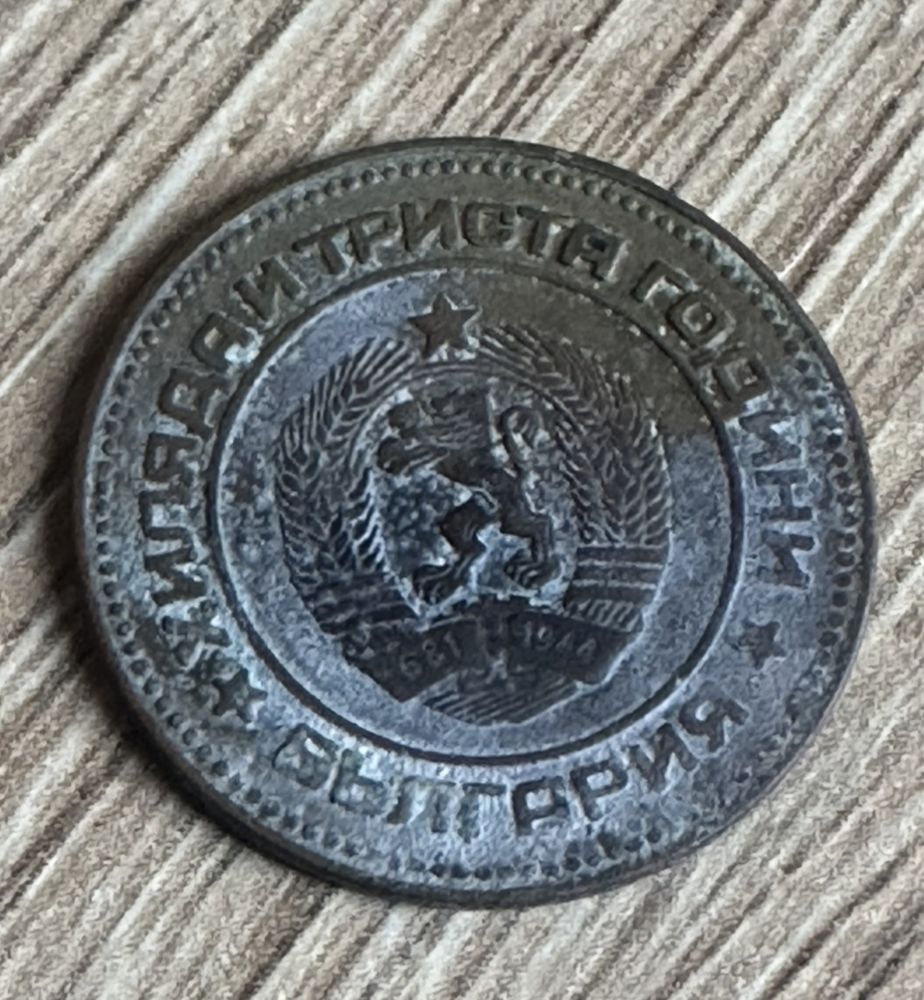 ХИЛЯДА И ТРИСТА ГОДИНИ
БЪЛГАРИЯ
681 1944